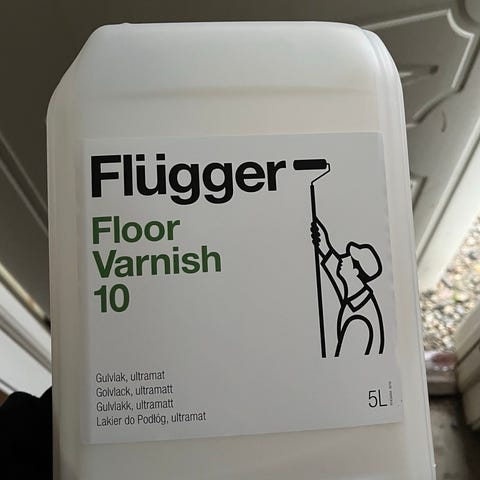 Flügger
Floor
Varnish
10
Gulvlak, ultramat
Golvlack, ultramatt
Gulvlakk, ultramatt
Lakier do Podłóg, ultramat
5L